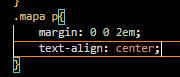 }
.mapa p{
margin: 0 0 2em;
text-align: center;
}